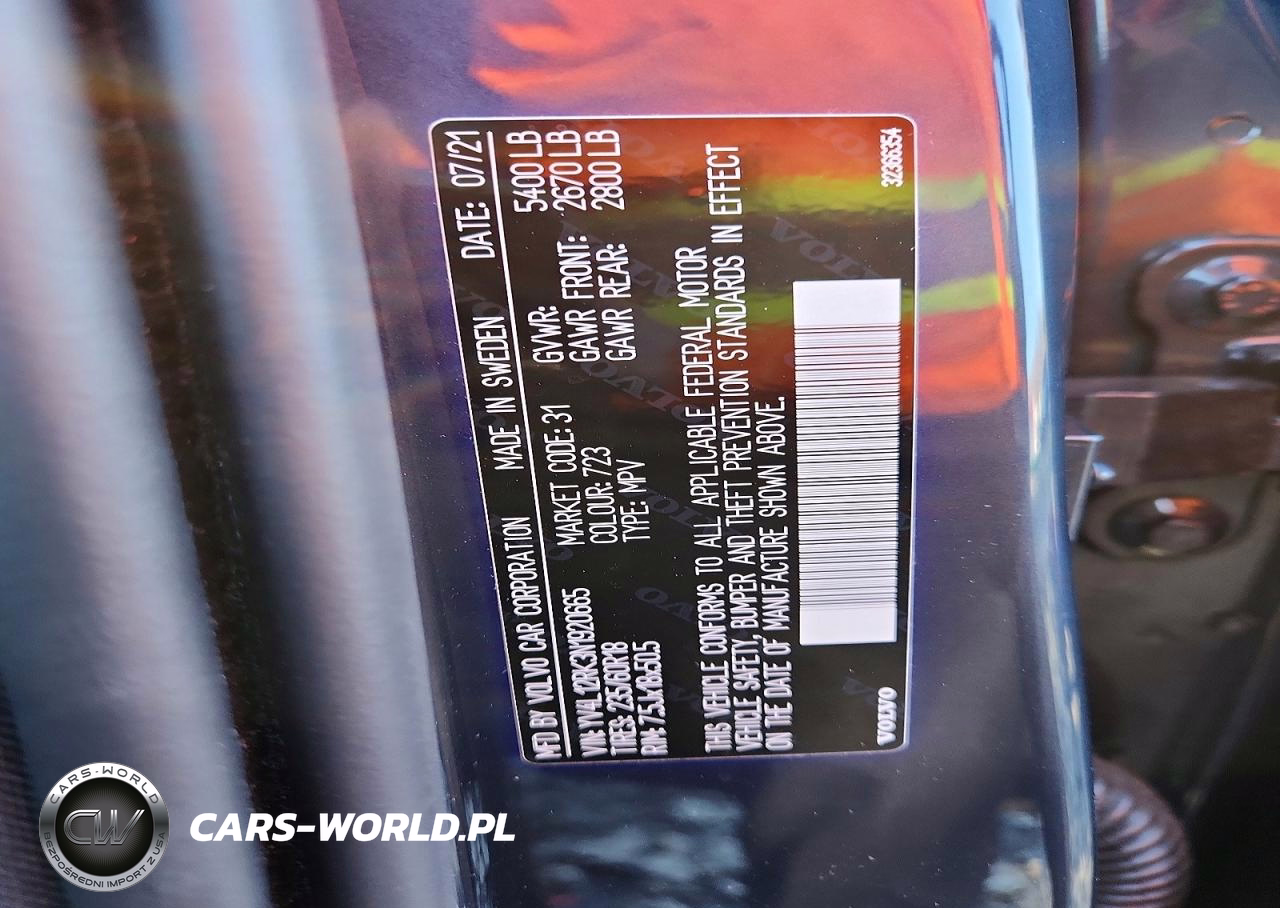 MFD BY VOLVO CAR CORPORATION MADE IN SWEDEN DATE: 07/21
VIN: YV4L12RK3N1920665 MARKET CODE: 31 GVWR: 5400 LB
TIRES: 235/60R18 COLOUR: 723 GAWR FRONT: 2670 LB
RIM: 7.5Jx18x50.5 TYPE: MPV GAWR REAR: 2800 LB
THIS VEHICLE CONFORMS TO ALL APPLICABLE FEDERAL MOTOR
VEHICLE SAFETY, BUMPER AND THEFT PREVENTION STANDARDS IN EFFECT
ON THE DATE OF MANUFACTURE SHOWN ABOVE.
VOLVO 32366354
CARS-WORLD
CW
BEZPOŚREDNI IMPORT Z USA
CARS-WORLD.PL